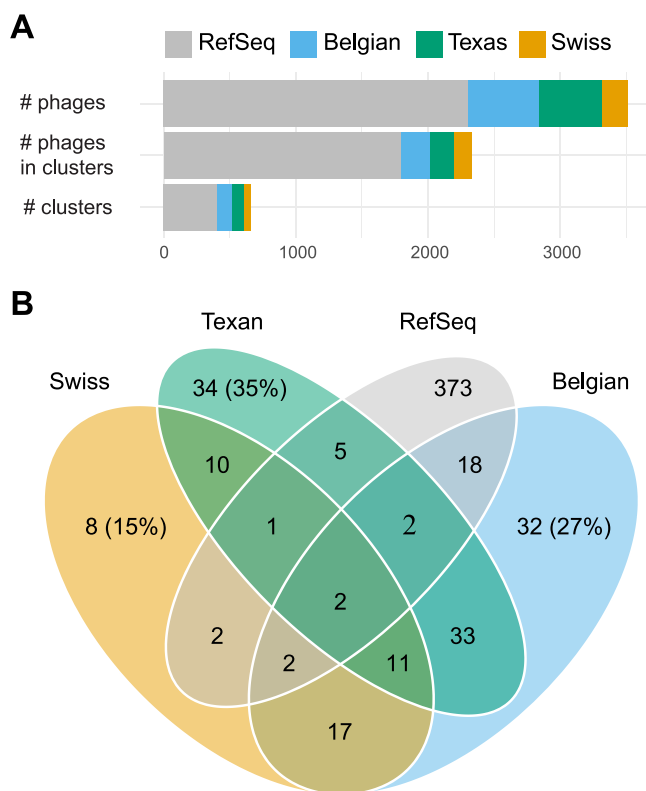 A
RefSeq Belgian Texas Swiss
# phages
# phages
in clusters
# clusters
0 1000 2000 3000
B
Texan RefSeq
Swiss Belgian
34 (35%) 373
10 5 18
8 (15%) 1 2 32 (27%)
2
2 2 11 33
17